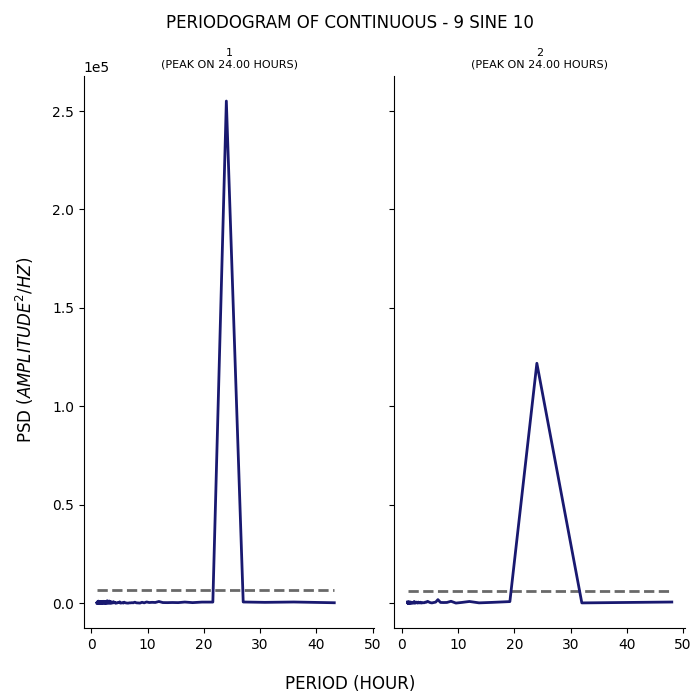 PERIODOGRAM OF CONTINUOUS - 9 SINE 10
1
(PEAK ON 24.00 HOURS)
2
(PEAK ON 24.00 HOURS)
1e5
2.5
2.0
1.5
1.0
0.5
0.0
PSD (AMPLITUDE²/HZ)
0 10 20 30 40 50
0 10 20 30 40 50
PERIOD (HOUR)